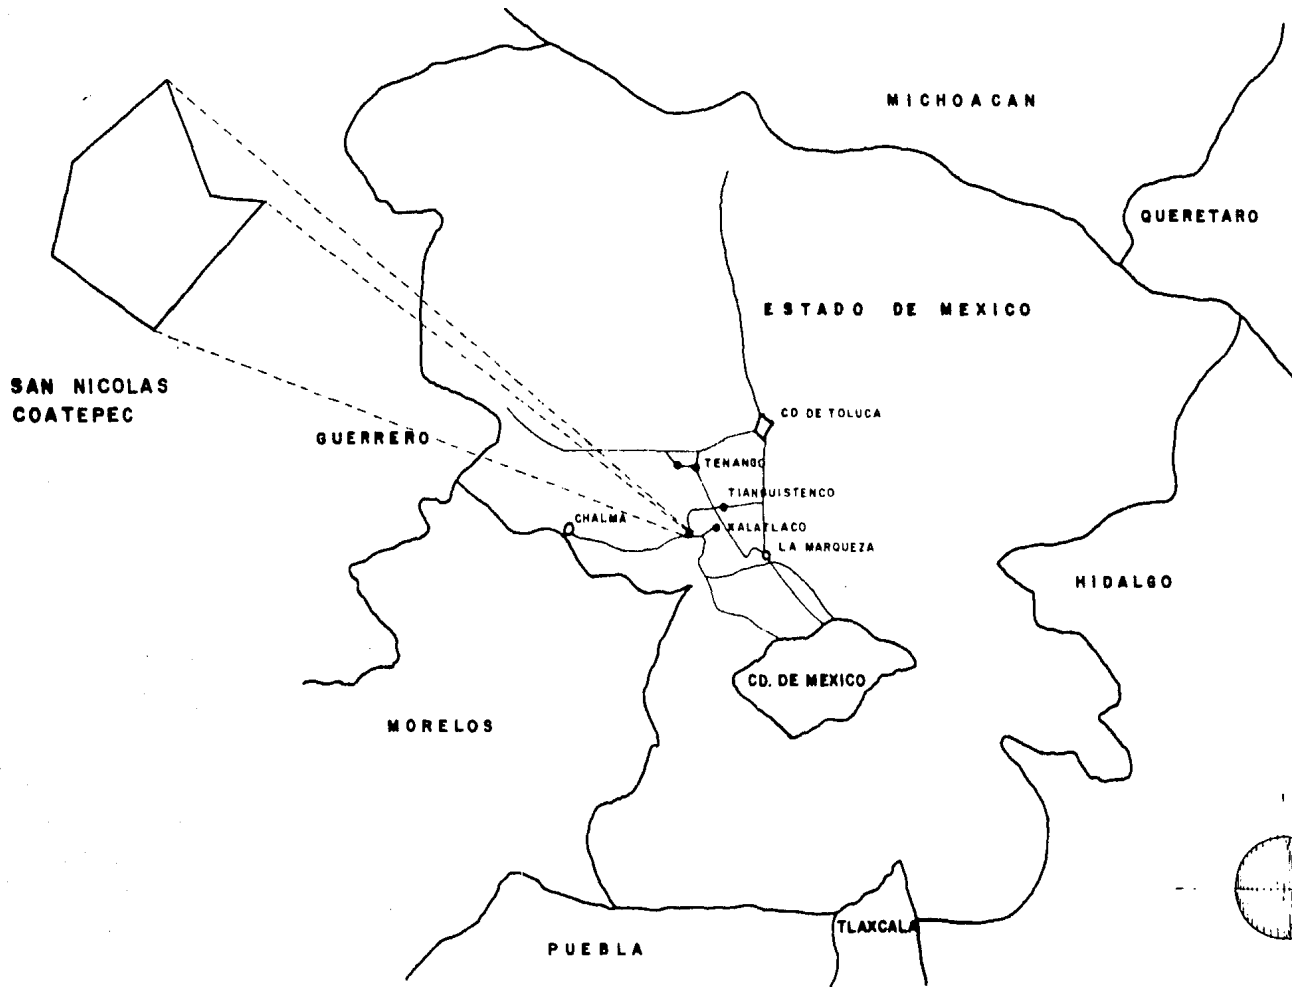 MICHOACAN
QUERETARO
ESTADO DE MEXICO
SAN NICOLAS
COATEPEC
GUERRERO
CD DE TOLUCA
TENANGO
TIANGUISTENCO
CHALMA
XALATLACO
LA MARQUEZA
HIDALGO
CD. DE MEXICO
MORELOS
TLAXCALA
PUEBLA